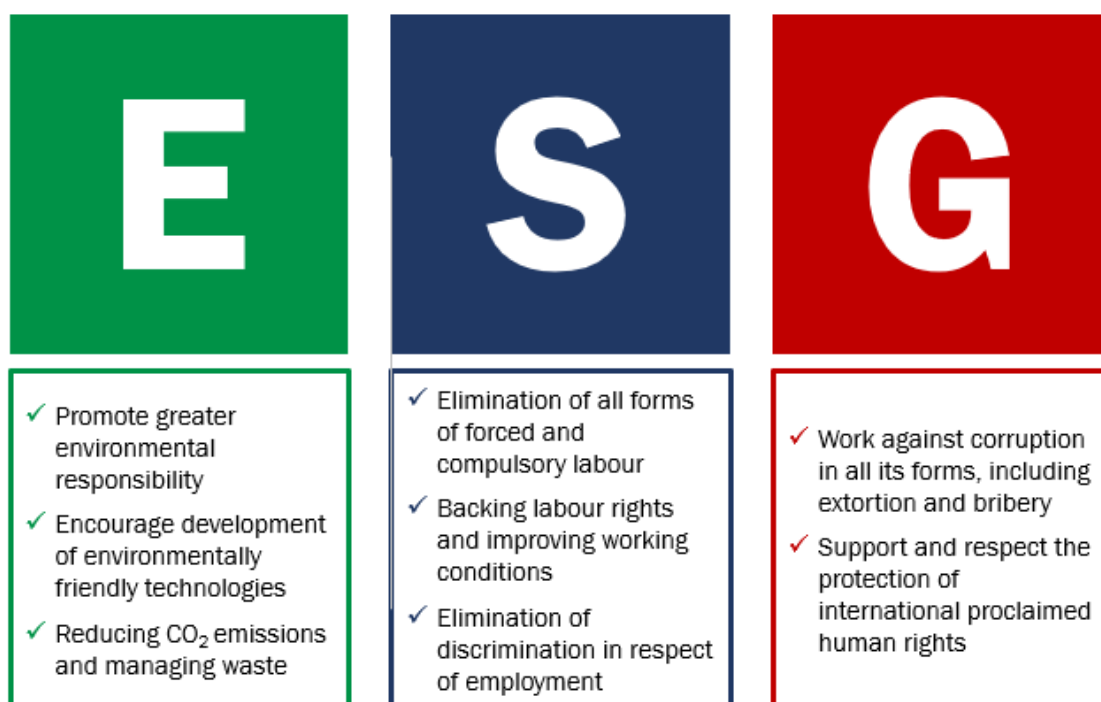 E
S
G
✓ Promote greater
environmental
responsibility
✓ Encourage development
of environmentally
friendly technologies
✓ Reducing CO₂ emissions
and managing waste
✓ Elimination of all forms
of forced and
compulsory labour
✓ Backing labour rights
and improving working
conditions
✓ Elimination of
discrimination in respect
of employment
✓ Work against corruption
in all its forms, including
extortion and bribery
✓ Support and respect the
protection of
international proclaimed
human rights